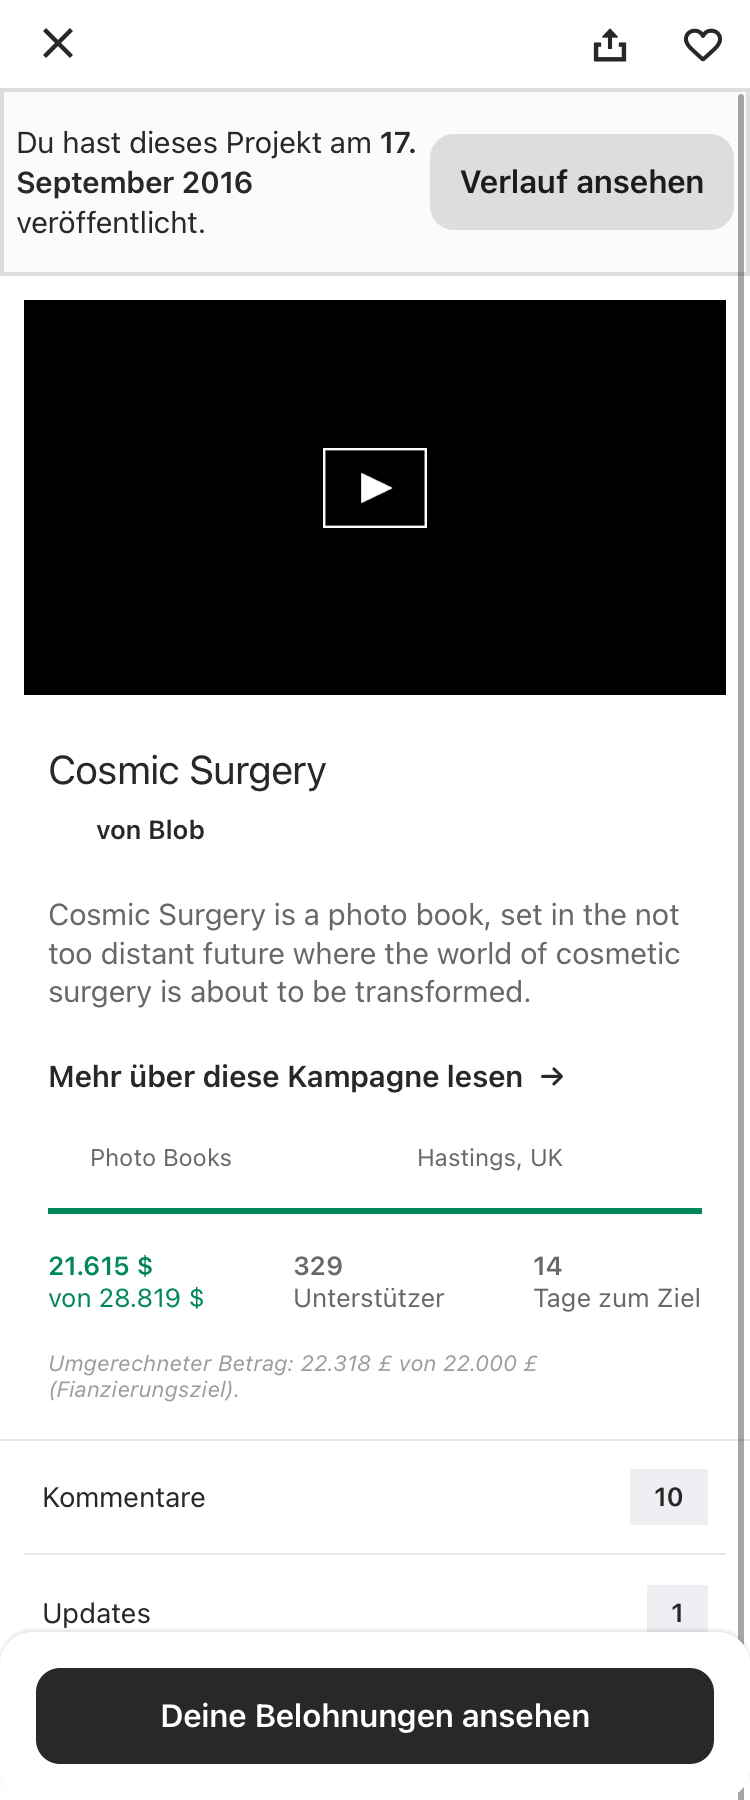 Du hast dieses Projekt am 17.
September 2016
veröffentlicht.
Verlauf ansehen
Cosmic Surgery
von Blob
Cosmic Surgery is a photo book, set in the not
too distant future where the world of cosmetic
surgery is about to be transformed.
Mehr über diese Kampagne lesen →
Photo Books
Hastings, UK
21.615 $
von 28.819 $
329
Unterstützer
14
Tage zum Ziel
Umgerechneter Betrag: 22.318 £ von 22.000 £
(Fianzierungsziel).
Kommentare
10
Updates
1
Deine Belohnungen ansehen